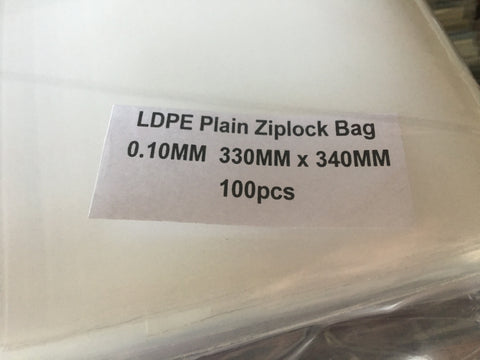 LDPE Plain Ziplock Bag
0.10MM 330MM x 340MM
100pcs